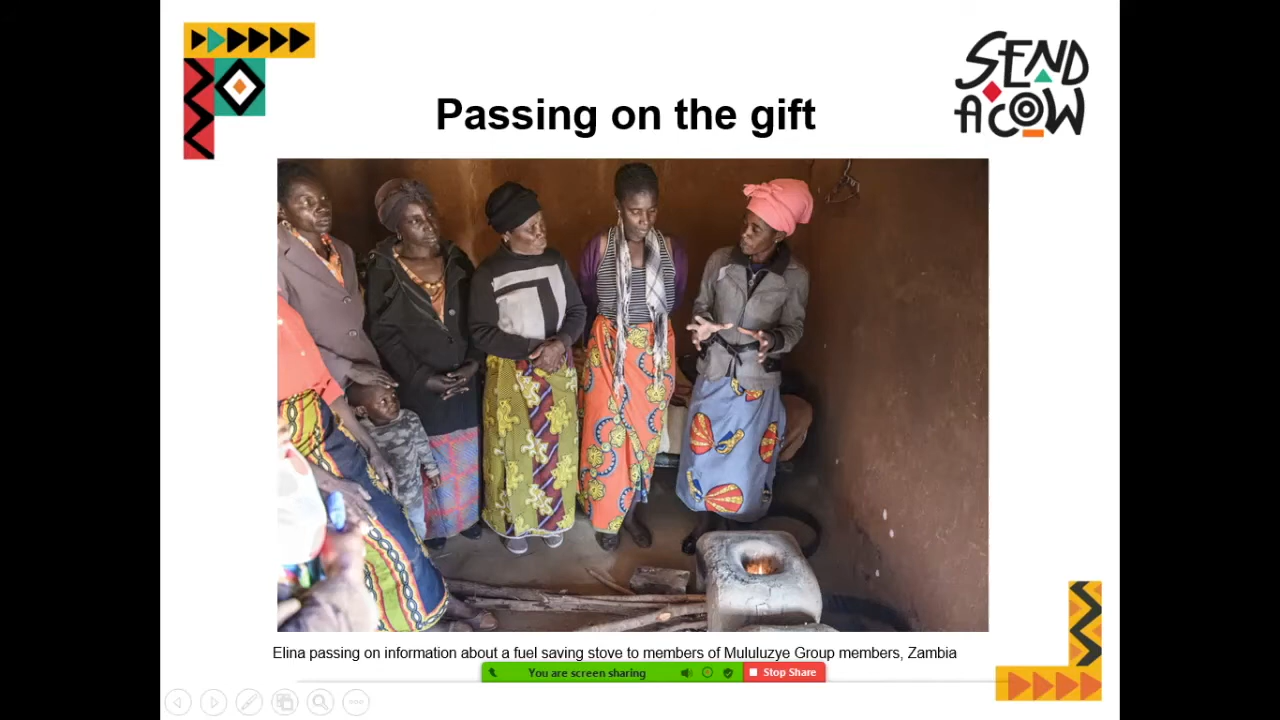 SEND
A COW
Passing on the gift
Elina passing on information about a fuel saving stove to members of Mululuzye Group members, Zambia
You are screen sharing
Stop Share